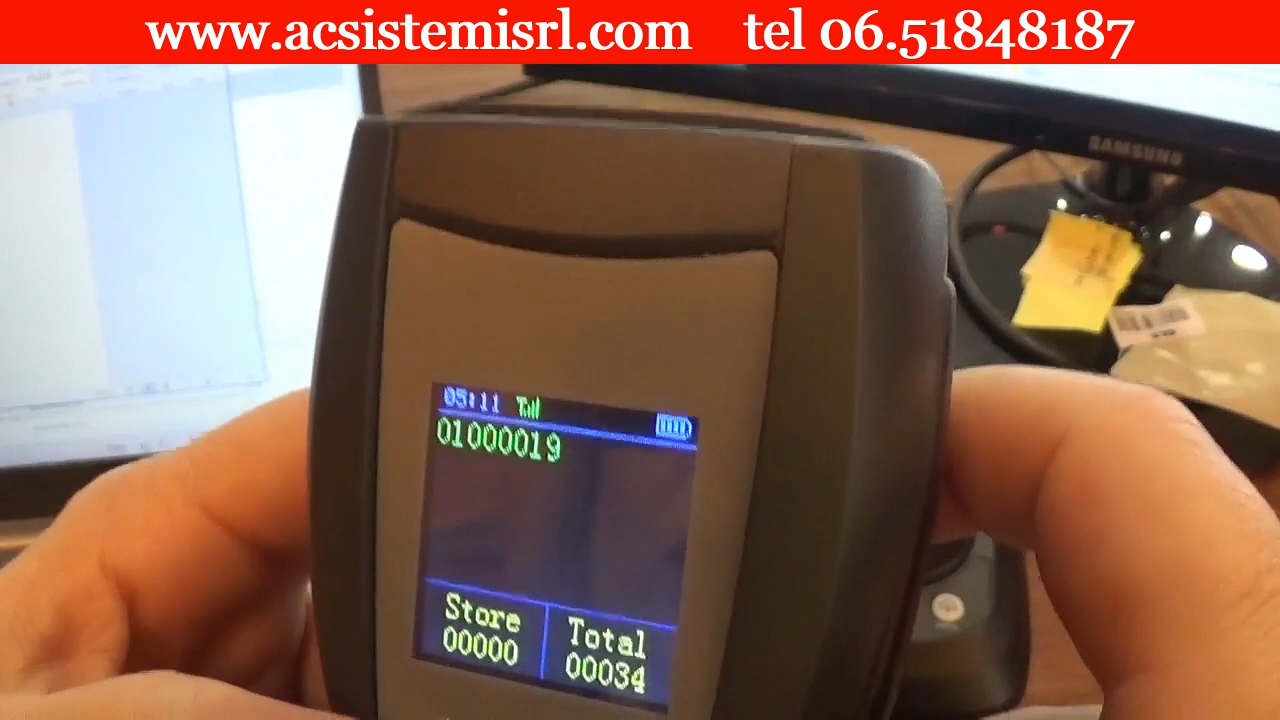 www.acsistemisrl.com tel 06.51848187
SAMSUNG
05:11
01000019
Store
00000
Total
00034